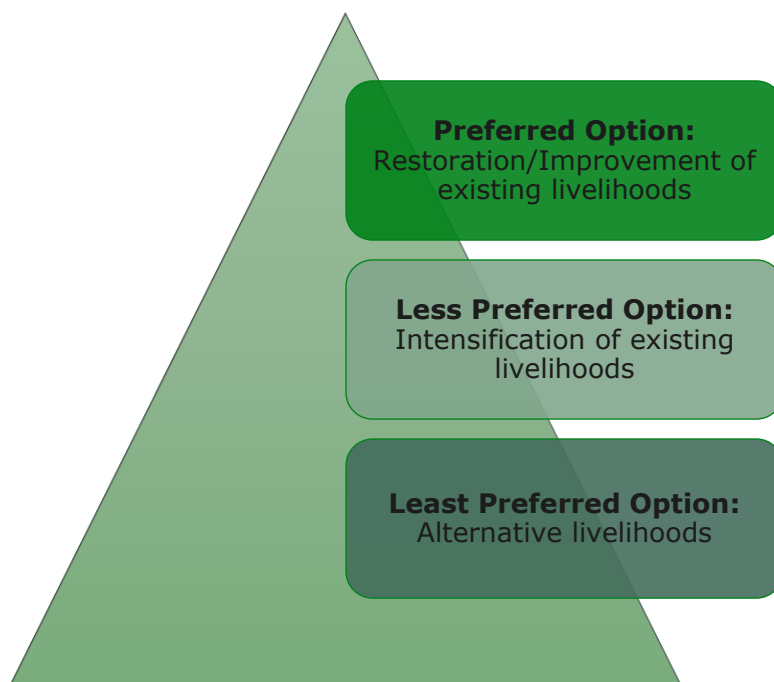 Preferred Option:
Restoration/Improvement of
existing livelihoods
Less Preferred Option:
Intensification of existing
livelihoods
Least Preferred Option:
Alternative livelihoods